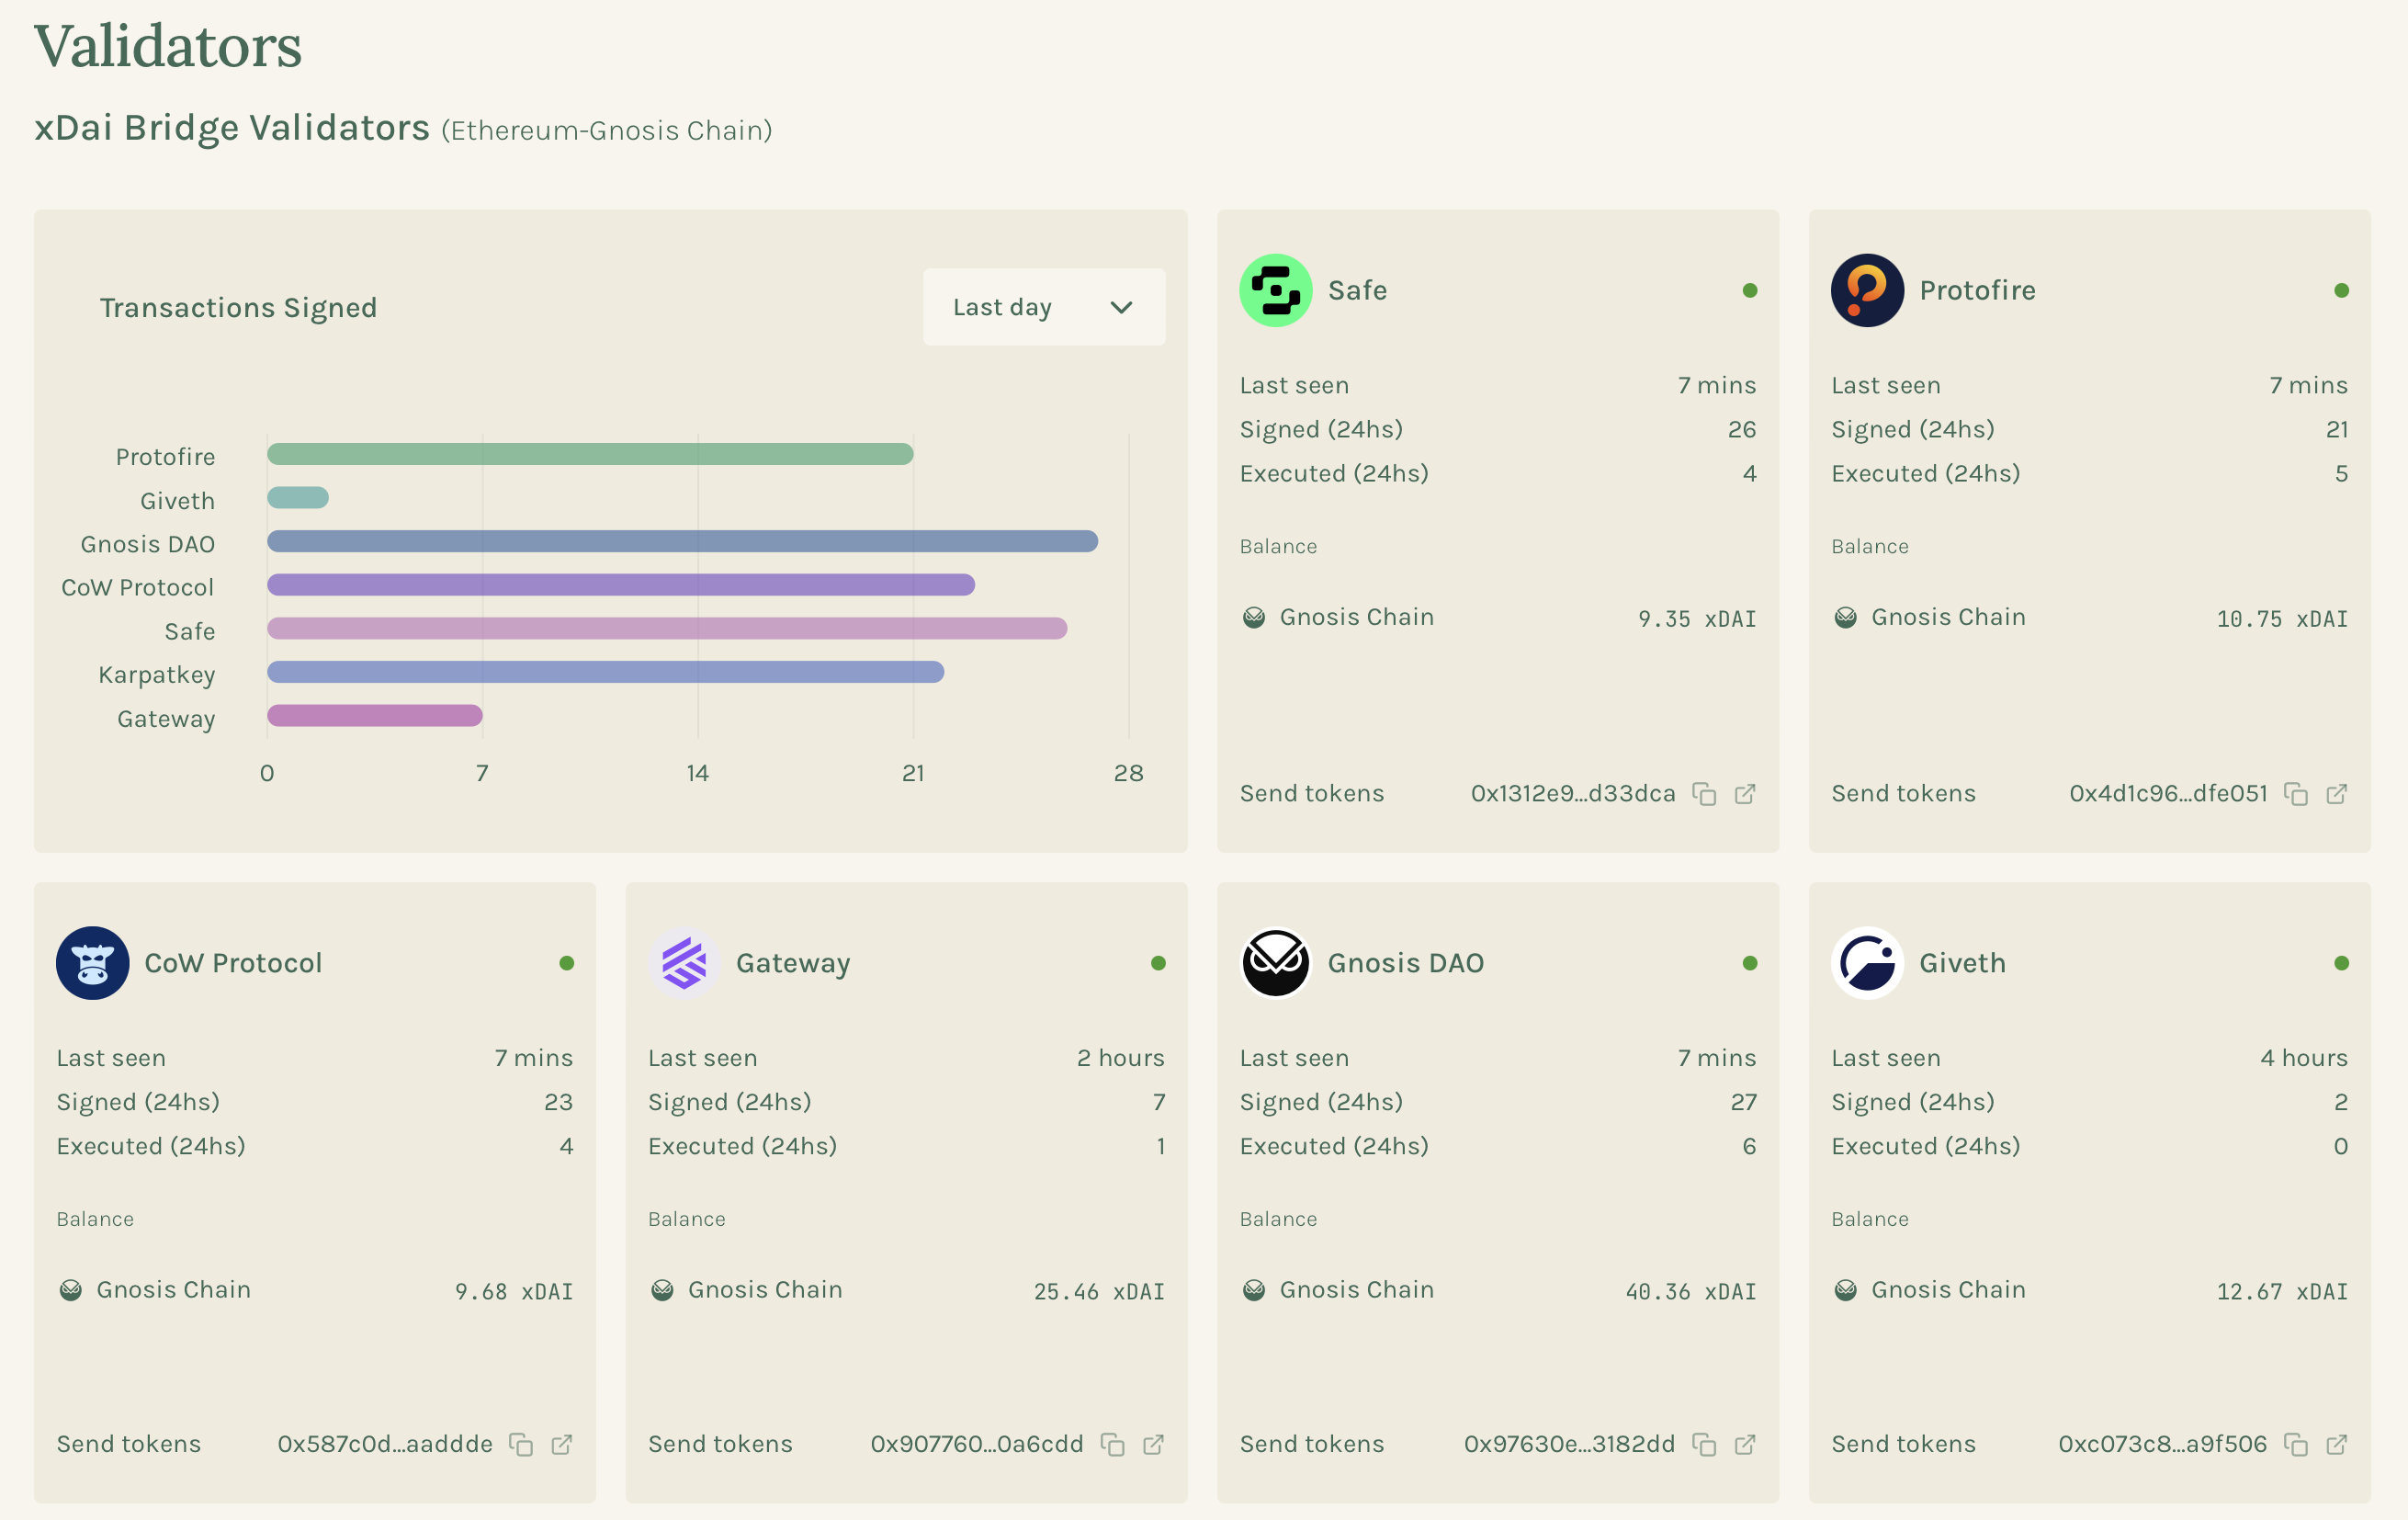 Validators
xDai Bridge Validators (Ethereum-Gnosis Chain)
Transactions Signed
Last day
Protofire
Giveth
Gnosis DAO
CoW Protocol
Safe
Karpatkey
Gateway
0 7 14 21 28
Safe
Last seen 7 mins
Signed (24hs) 26
Executed (24hs) 4
Balance
Gnosis Chain 9.35 xDAI
Send tokens 0x1312e9...d33dca
Protofire
Last seen 7 mins
Signed (24hs) 21
Executed (24hs) 5
Balance
Gnosis Chain 10.75 xDAI
Send tokens 0x4d1c96...dfe051
CoW Protocol
Last seen 7 mins
Signed (24hs) 23
Executed (24hs) 4
Balance
Gnosis Chain 9.68 xDAI
Send tokens 0x587c0d...aaddde
Gateway
Last seen 2 hours
Signed (24hs) 7
Executed (24hs) 1
Balance
Gnosis Chain 25.46 xDAI
Send tokens 0x907760...0a6cdd
Gnosis DAO
Last seen 7 mins
Signed (24hs) 27
Executed (24hs) 6
Balance
Gnosis Chain 40.36 xDAI
Send tokens 0x97630e...3182dd
Giveth
Last seen 4 hours
Signed (24hs) 2
Executed (24hs) 0
Balance
Gnosis Chain 12.67 xDAI
Send tokens 0xc073c8...a9f506